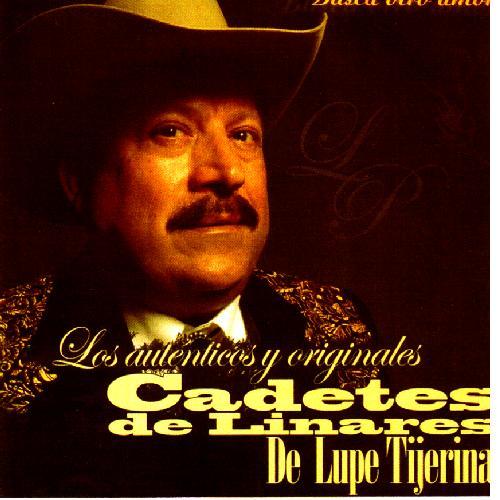 Busca otro amor
L P
Los autenticos y originales
Cadetes
de Linares
De Lupe Tijerina